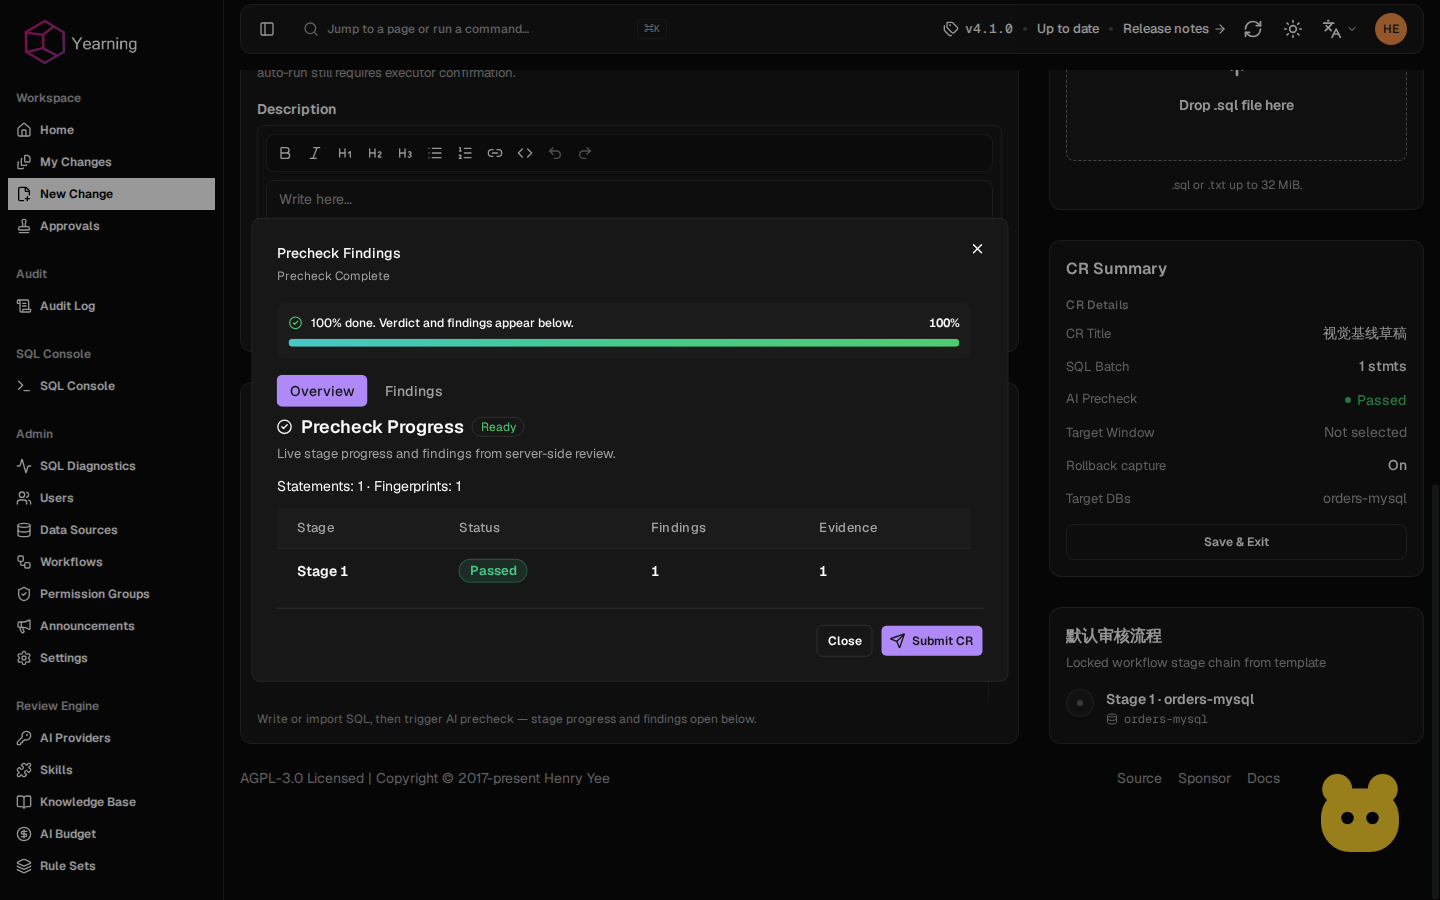 Yearning
Workspace
Home
My Changes
New Change
Approvals
Audit
Audit Log
SQL Console
SQL Console
Admin
SQL Diagnostics
Users
Data Sources
Workflows
Permission Groups
Announcements
Settings
Review Engine
AI Providers
Skills
Knowledge Base
AI Budget
Rule Sets
Jump to a page or run a command...
⌘K
v4.1.0 • Up to date • Release notes →
HE
auto-run still requires executor confirmation.
Description
B I H1 H2 H3
Write here...
Precheck Findings
Precheck Complete
100% done. Verdict and findings appear below. 100%
Overview Findings
Precheck Progress Ready
Live stage progress and findings from server-side review.
Statements: 1 · Fingerprints: 1
Stage Status Findings Evidence
Stage 1 Passed 1 1
Close Submit CR
Write or import SQL, then trigger AI precheck — stage progress and findings open below.
Drop .sql file here
.sql or .txt up to 32 MiB.
CR Summary
CR Details
CR Title 视觉基线草稿
SQL Batch 1 stmts
AI Precheck Passed
Target Window Not selected
Rollback capture On
Target DBs orders-mysql
Save & Exit
默认审核流程
Locked workflow stage chain from template
Stage 1 · orders-mysql
orders-mysql
AGPL-3.0 Licensed | Copyright © 2017-present Henry Yee
Source Sponsor Docs